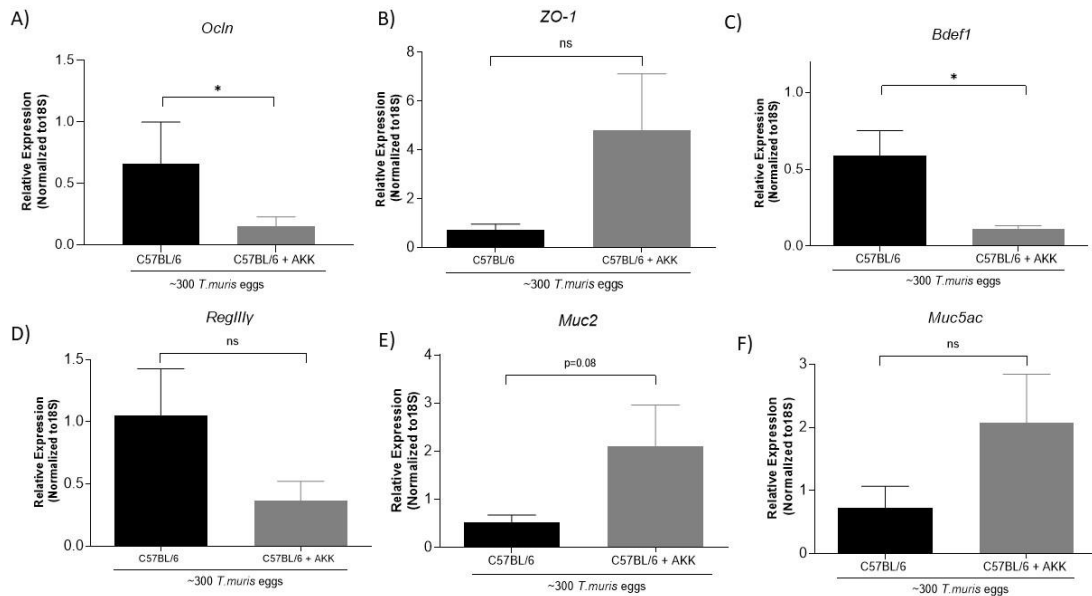 A)
Ocln
Relative Expression
(Normalized to18S)
1.5
1.0
0.5
0.0
*
C57BL/6
C57BL/6 + AKK
~300 T.muris eggs
B)
ZO-1
Relative Expression
(Normalized to18S)
8
6
4
2
0
ns
C57BL/6
C57BL/6 + AKK
~300 T.muris eggs
C)
Bdef1
Relative Expression
(Normalized to18S)
1.0
0.5
0.0
*
C57BL/6
C57BL/6 + AKK
~300 T.muris eggs
D)
RegIIIγ
Relative Expression
(Normalized to18S)
1.5
1.0
0.5
0.0
ns
C57BL/6
C57BL/6 + AKK
~300 T.muris eggs
E)
Muc2
Relative Expression
(Normalized to18S)
4
3
2
1
0
p=0.08
C57BL/6
C57BL/6 + AKK
~300 T.muris eggs
F)
Muc5ac
Relative Expression
(Normalized to18S)
3
2
1
0
ns
C57BL/6
C57BL/6 + AKK
~300 T.muris eggs